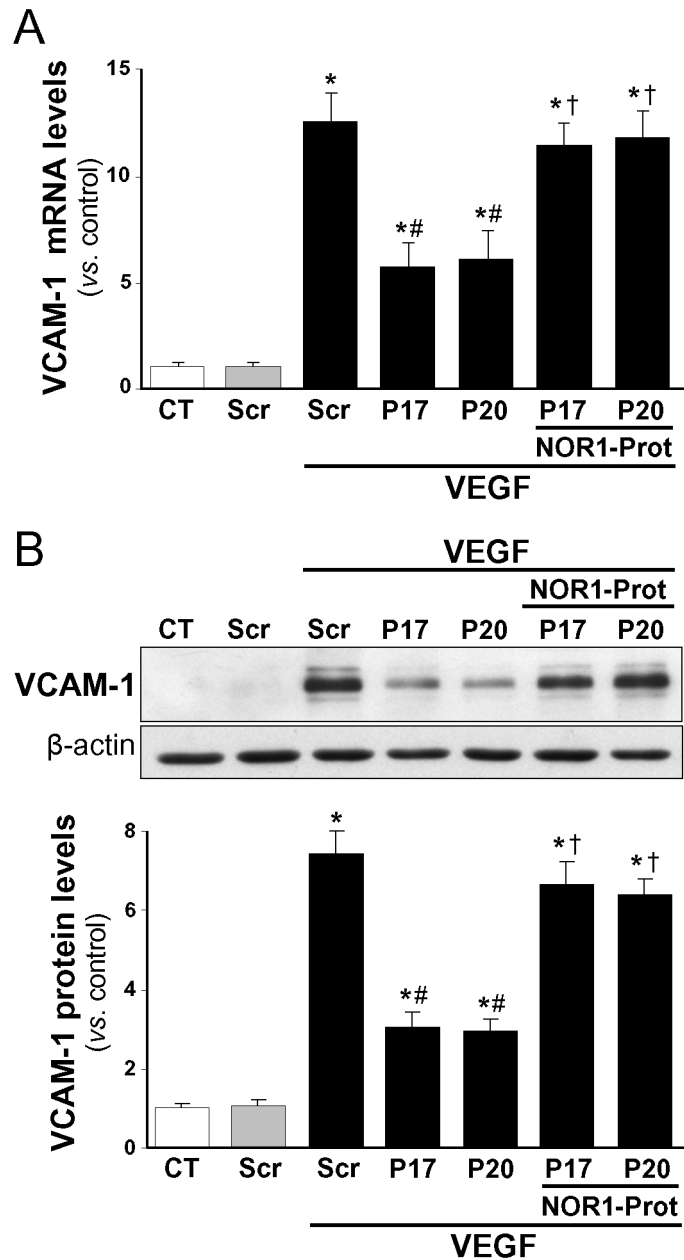 A
VCAM-1 mRNA levels
(vs. control)
15
10
5
0
* *# *# *† *†
CT Scr Scr P17 P20 P17 P20
NOR1-Prot
VEGF
B
VEGF
NOR1-Prot
CT Scr Scr P17 P20 P17 P20
VCAM-1
β-actin
VCAM-1 protein levels
(vs. control)
8
6
4
2
0
* *# *# *† *†
CT Scr Scr P17 P20 P17 P20
NOR1-Prot
VEGF